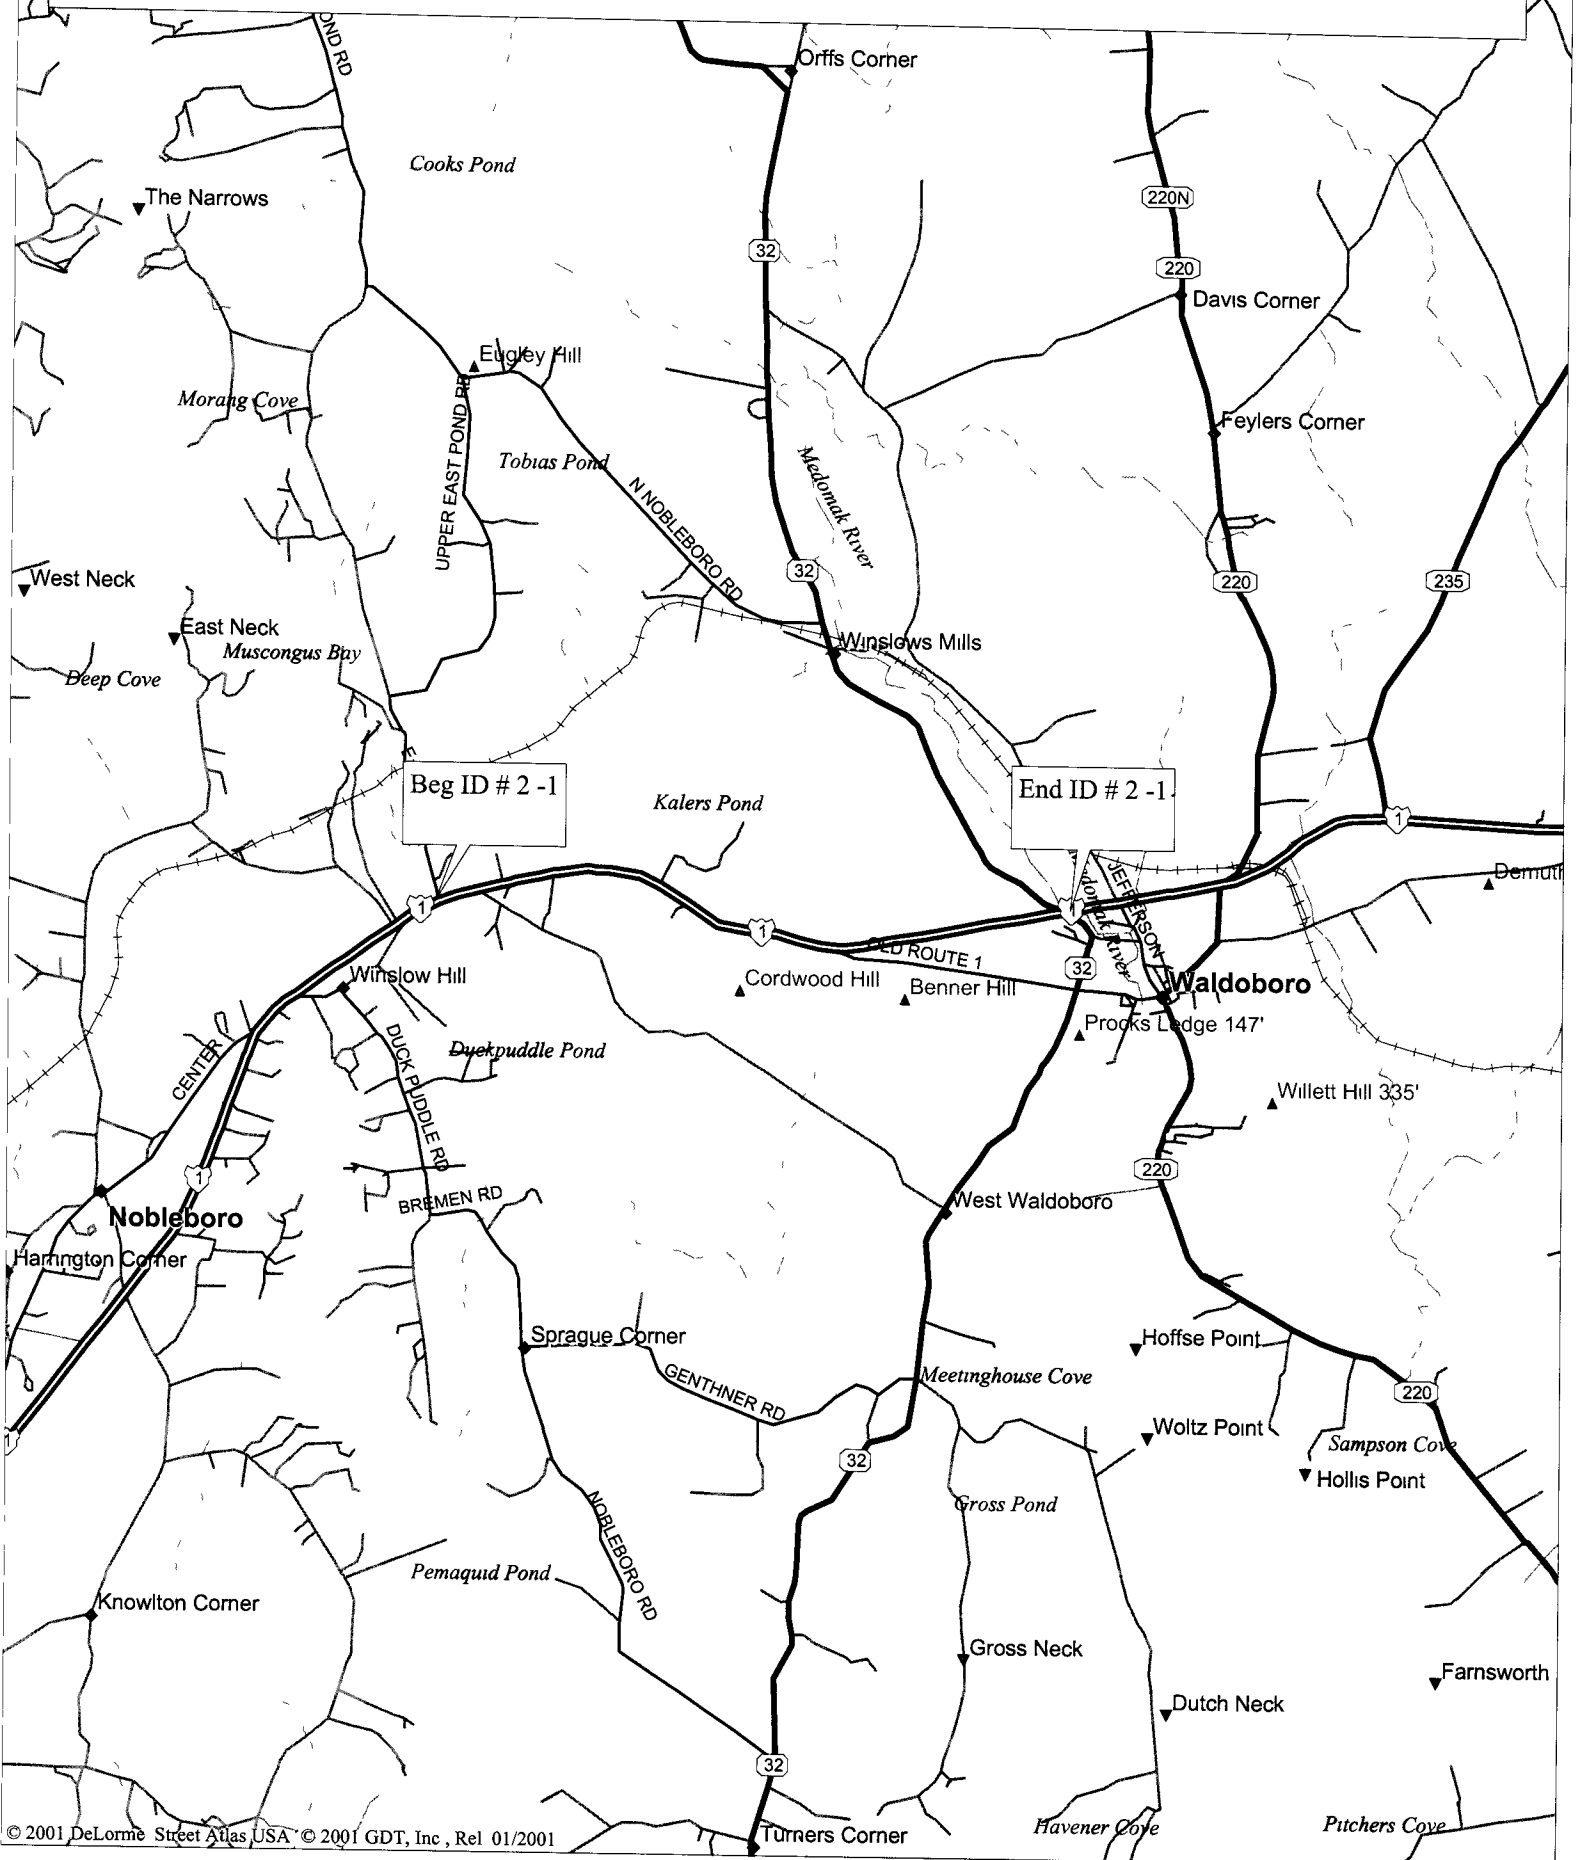 OND RD
Orffs Corner
Cooks Pond
The Narrows
220N
32
220
Davis Corner
Eugley Hill
Morang Cove
UPPER EAST POND RD
Tobias Pond
Feylers Corner
N NOBLEBORO RD
Medomak River
32
220
235
West Neck
East Neck
Muscongus Bay
Deep Cove
Winslows Mills
E
Beg ID # 2 -1
End ID # 2 -1
Kalers Pond
1
Demuth
JEFFERSON
domak River
1
1
1
OLD ROUTE 1
32
Winslow Hill
Cordwood Hill
Benner Hill
Waldoboro
Prooks Ledge 147'
CENTER
DUCK PUDDLE RD
Duckpuddle Pond
Willett Hill 335'
1
220
BREMEN RD
West Waldoboro
Nobleboro
Harrington Corner
Sprague Corner
Hoffse Point
GENTHNER RD
Meetinghouse Cove
220
1
Woltz Point
Sampson Cove
32
Hollis Point
Gross Pond
NOBLEBORO RD
Pemaquid Pond
Knowlton Corner
Gross Neck
Farnsworth
Dutch Neck
32
© 2001 DeLorme Street Atlas USA © 2001 GDT, Inc , Rel 01/2001
Turners Corner
Havener Cove
Pitchers Cove